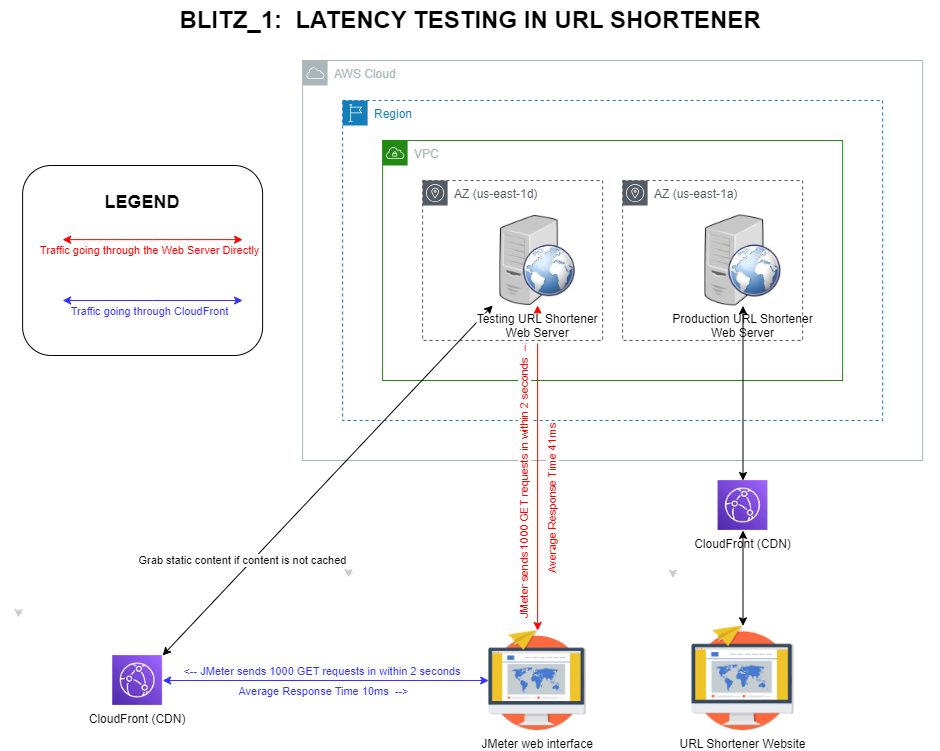 BLITZ_1:  LATENCY TESTING IN URL SHORTENER
AWS Cloud
Region
VPC
AZ (us-east-1d)
AZ (us-east-1a)
LEGEND
Traffic going through the Web Server Directly
Traffic going through CloudFront
Testing URL Shortener
Web Server
Production URL Shortener
Web Server
JMeter sends 1000 GET requests in within 2 seconds --
Average Response Time 41ms
CloudFront (CDN)
Grab static content if content is not cached
<-- JMeter sends 1000 GET requests in within 2 seconds
Average Response Time 10ms  -->
CloudFront (CDN)
JMeter web interface
URL Shortener Website